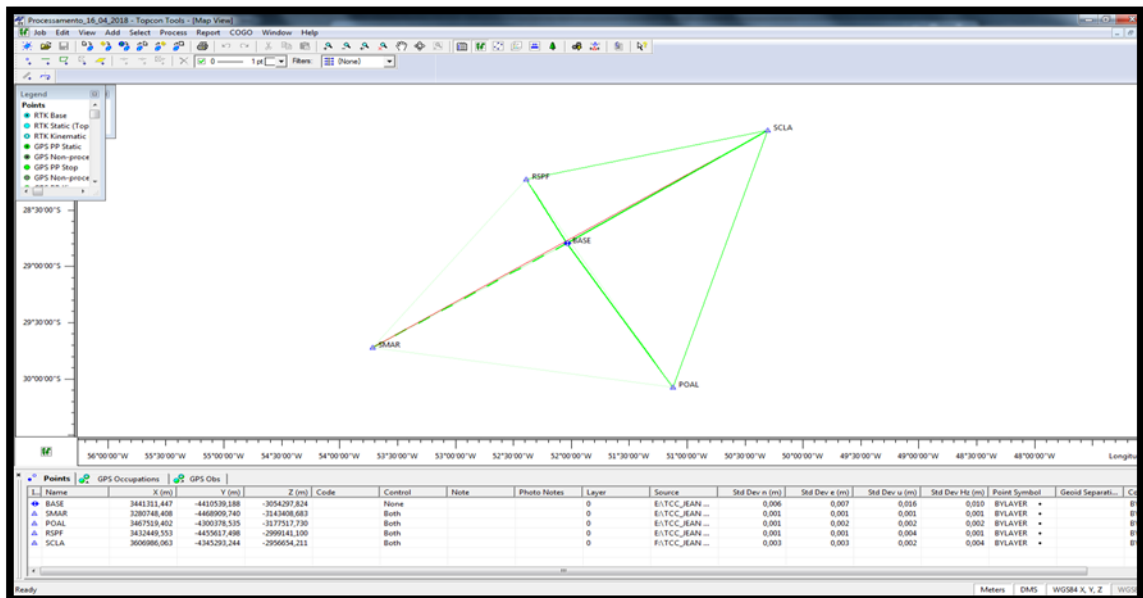 Processamento_16_04_2018 - Topcon Tools - [Map View]
Job Edit View Add Select Process Report COGO Window Help
0 1 pt Filters: (None)
Legend
Points
RTK Base
RTK Static (Top
RTK Kinematic
GPS PP Static
GPS Non-proce
GPS PP Stop
GPS Non-proce
SCLA
RSPF
BASE
SMAR
POAL
28°30'00"S
29°00'00"S
29°30'00"S
30°00'00"S
56°00'00"W 55°30'00"W 55°00'00"W 54°30'00"W 54°00'00"W 53°30'00"W 53°00'00"W 52°30'00"W 52°00'00"W 51°30'00"W 51°00'00"W 50°30'00"W 50°00'00"W 49°30'00"W 49°00'00"W 48°30'00"W 48°00'00"W Longitu
Points GPS Occupations GPS Obs
I... Name X (m) Y (m) Z (m) Code Control Note Photo Notes Layer Source Std Dev n (m) Std Dev e (m) Std Dev u (m) Std Dev Hz (m) Point Symbol Geoid Separati... Co
BASE 3441311,447 -4410539,188 -3054297,824 None 0 E:\TCC_JEAN ... 0,006 0,007 0,016 0,010 BYLAYER
SMAR 3280748,408 -4468909,740 -3143408,683 Both 0 E:\TCC_JEAN ... 0,001 0,001 0,001 0,001 BYLAYER
POAL 3467519,402 -4300378,535 -3177517,730 Both 0 E:\TCC_JEAN ... 0,001 0,002 0,002 0,002 BYLAYER
RSPF 3432449,553 -4455617,498 -2999141,100 Both 0 E:\TCC_JEAN ... 0,001 0,001 0,004 0,001 BYLAYER
SCLA 3606986,063 -4345293,244 -2956654,211 Both 0 F:\TCC_JEAN ... 0,003 0,003 0,002 0,004 BYLAYER
Ready Meters DMS WGS84 X, Y, Z WGS8